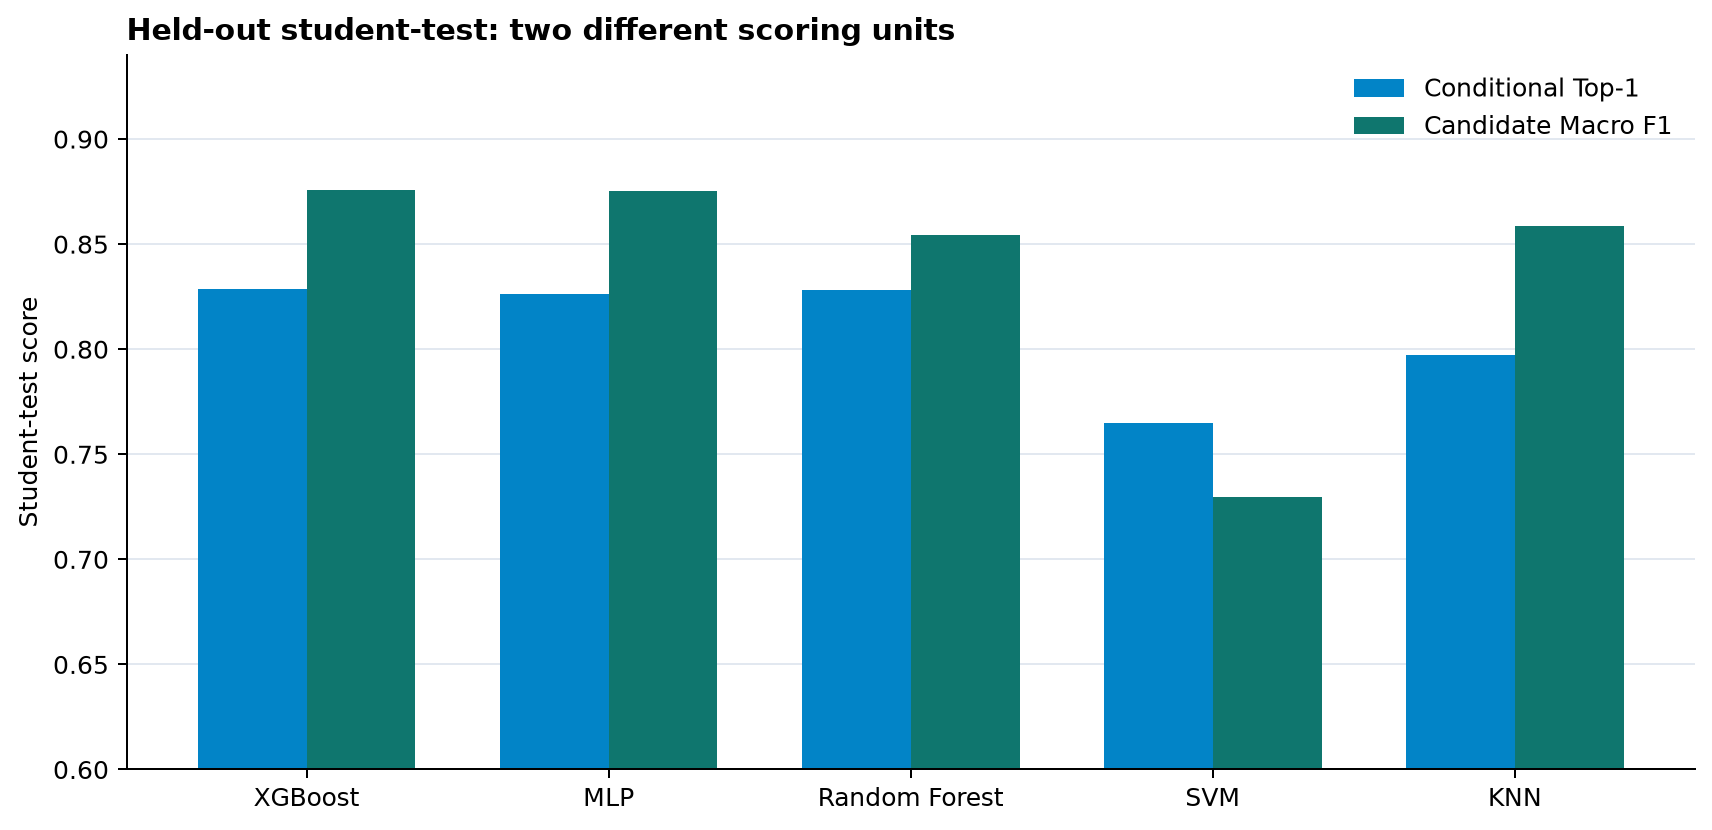 Held-out student-test: two different scoring units
Conditional Top-1
Candidate Macro F1
Student-test score
0.90
0.85
0.80
0.75
0.70
0.65
0.60
XGBoost
MLP
Random Forest
SVM
KNN